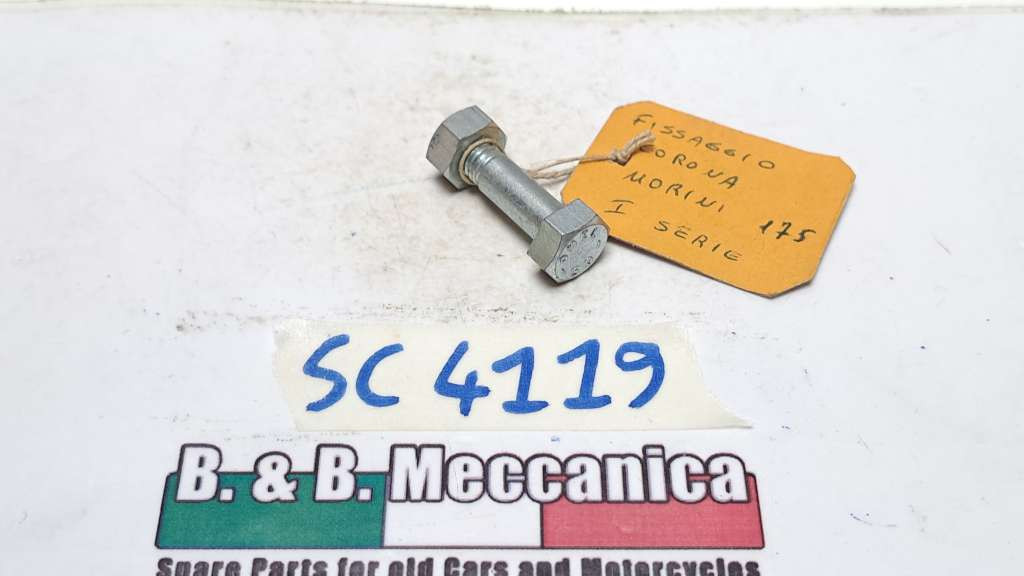 FISSAGGIO
CORONA
MORINI 175
I SERIE
SC 4119
B. & B. Meccanica
Spare Parts for old Cars and Motorcycles